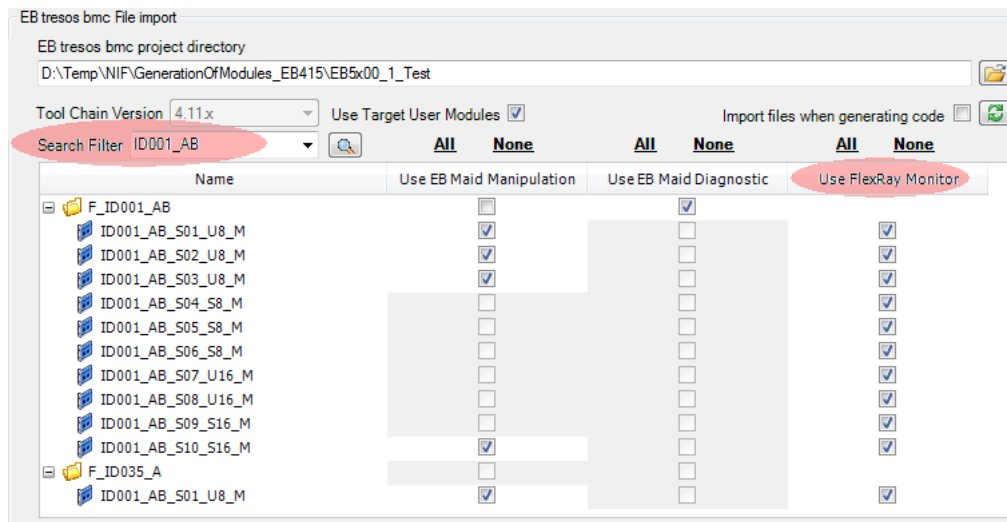 EB tresos bmc File import
EB tresos bmc project directory
D:\Temp\NIF\GenerationOfModules_EB415\EB5x00_1_Test
Tool Chain Version 4.11.x Use Target User Modules Import files when generating code
Search Filter ID001_AB All None All None All None
Name Use EB Maid Manipulation Use EB Maid Diagnostic Use FlexRay Monitor
F_ID001_AB
ID001_AB_S01_U8_M
ID001_AB_S02_U8_M
ID001_AB_S03_U8_M
ID001_AB_S04_S8_M
ID001_AB_S05_S8_M
ID001_AB_S06_S8_M
ID001_AB_S07_U16_M
ID001_AB_S08_U16_M
ID001_AB_S09_S16_M
ID001_AB_S10_S16_M
F_ID035_A
ID001_AB_S01_U8_M